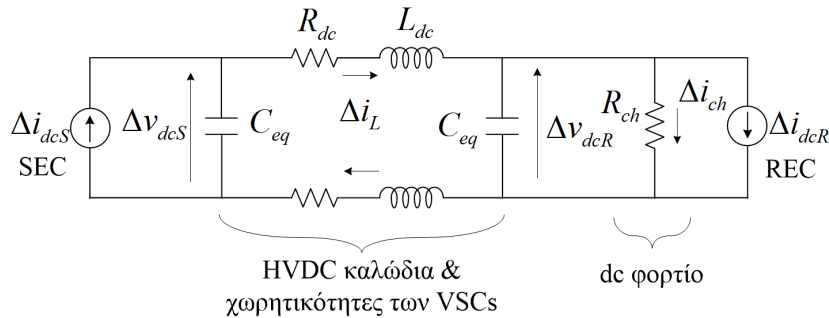 R_dc L_dc
Δi_dcS SEC
Δv_dcS
C_eq
Δi_L
C_eq
Δv_dcR
R_ch
Δi_ch
Δi_dcR REC
HVDC καλώδια &
χωρητικότητες των VSCs
dc φορτίο